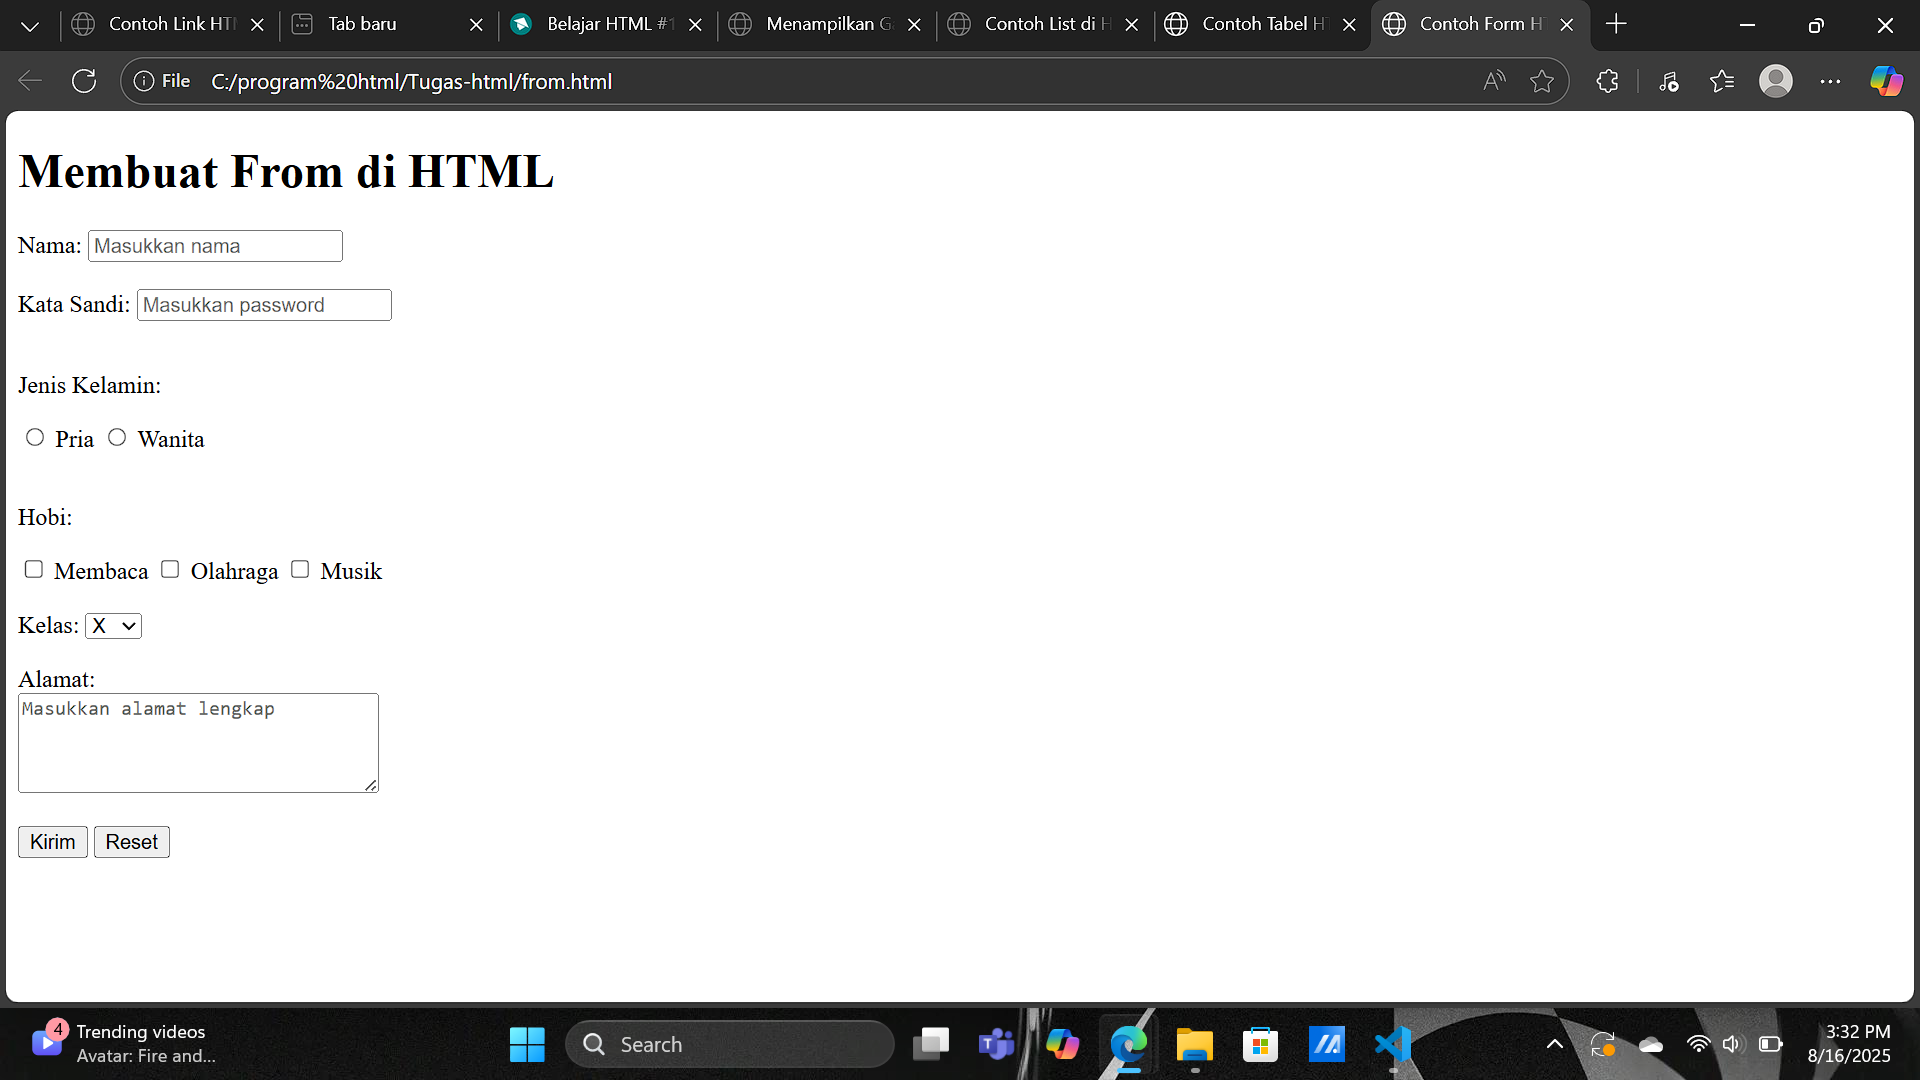 Contoh Link HT
Tab baru
Belajar HTML #1
Menampilkan G
Contoh List di H
Contoh Tabel H
Contoh Form H
File
C:/program%20html/Tugas-html/from.html
Membuat From di HTML
Nama: Masukkan nama
Kata Sandi: Masukkan password
Jenis Kelamin:
Pria Wanita
Hobi:
Membaca Olahraga Musik
Kelas: X
Alamat:
Masukkan alamat lengkap
Kirim Reset
4
Trending videos
Avatar: Fire and...
Search
3:32 PM
8/16/2025